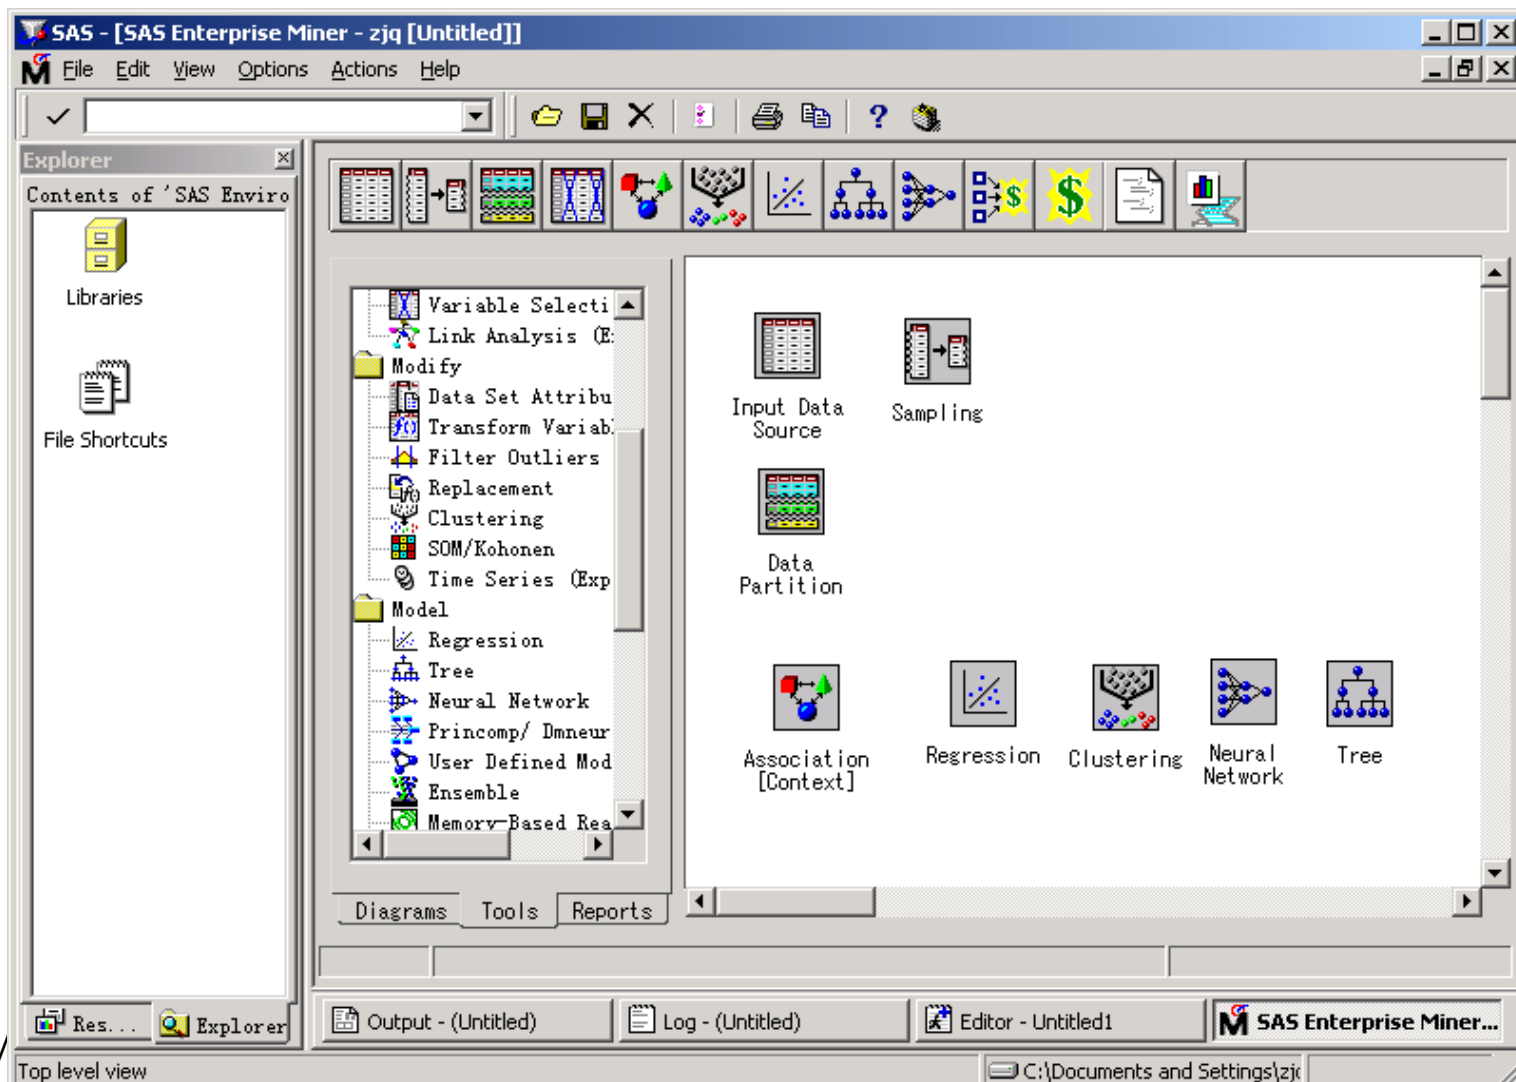 SAS - [SAS Enterprise Miner - zjq [Untitled]]
File Edit View Options Actions Help
Explorer
Contents of 'SAS Enviro
Libraries
File Shortcuts
Variable Selecti
Link Analysis (E
Modify
Data Set Attribu
Transform Variab
Filter Outliers
Replacement
Clustering
SOM/Kohonen
Time Series (Exp
Model
Regression
Tree
Neural Network
Princomp/ Dmneur
User Defined Mod
Ensemble
Memory-Based Rea
Diagrams Tools Reports
Input Data
Source
Sampling
Data
Partition
Association
[Context]
Regression
Clustering
Neural
Network
Tree
Res... Explorer
Output - (Untitled)
Log - (Untitled)
Editor - Untitled1
SAS Enterprise Miner...
Top level view
C:\Documents and Settings\zj